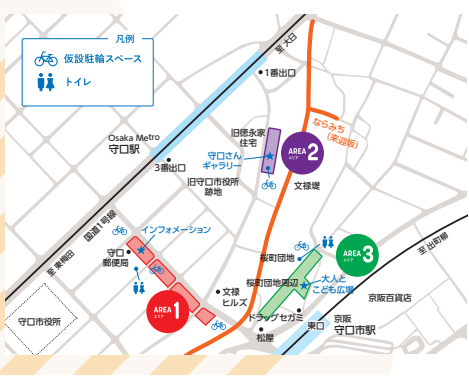 凡例
仮設駐輪スペース
トイレ
至 大日
1番出口
ならみち
(来迎坂)
Osaka Metro
守口駅
旧徳永家
住宅
AREA
エリア
2
守口さん
ギャラリー
3番出口
旧守口市役所
跡地
文禄堤
国道1号線
インフォメーション
至 東梅田
守口
郵便局
桜町団地
AREA
エリア
3
至 出町柳
桜町団地周辺
大人と
こども広場
文禄
ヒルズ
京阪百貨店
AREA
エリア
1
守口市役所
ドラッグセガミ
東口
京阪
守口市駅
松屋